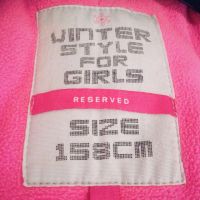 WINTER
STYLE
FOR
GIRLS
RESERVED
SIZE
158CM